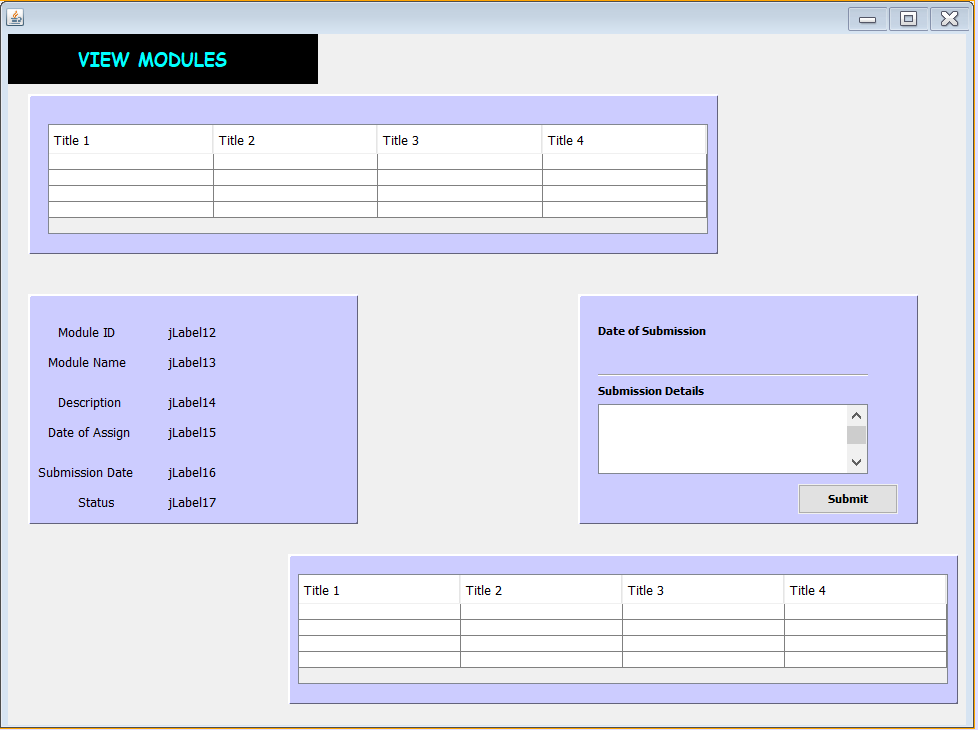 VIEW MODULES
Title 1 Title 2 Title 3 Title 4
Module ID jLabel12
Module Name jLabel13
Description jLabel14
Date of Assign jLabel15
Submission Date jLabel16
Status jLabel17
Date of Submission
Submission Details
Submit
Title 1 Title 2 Title 3 Title 4